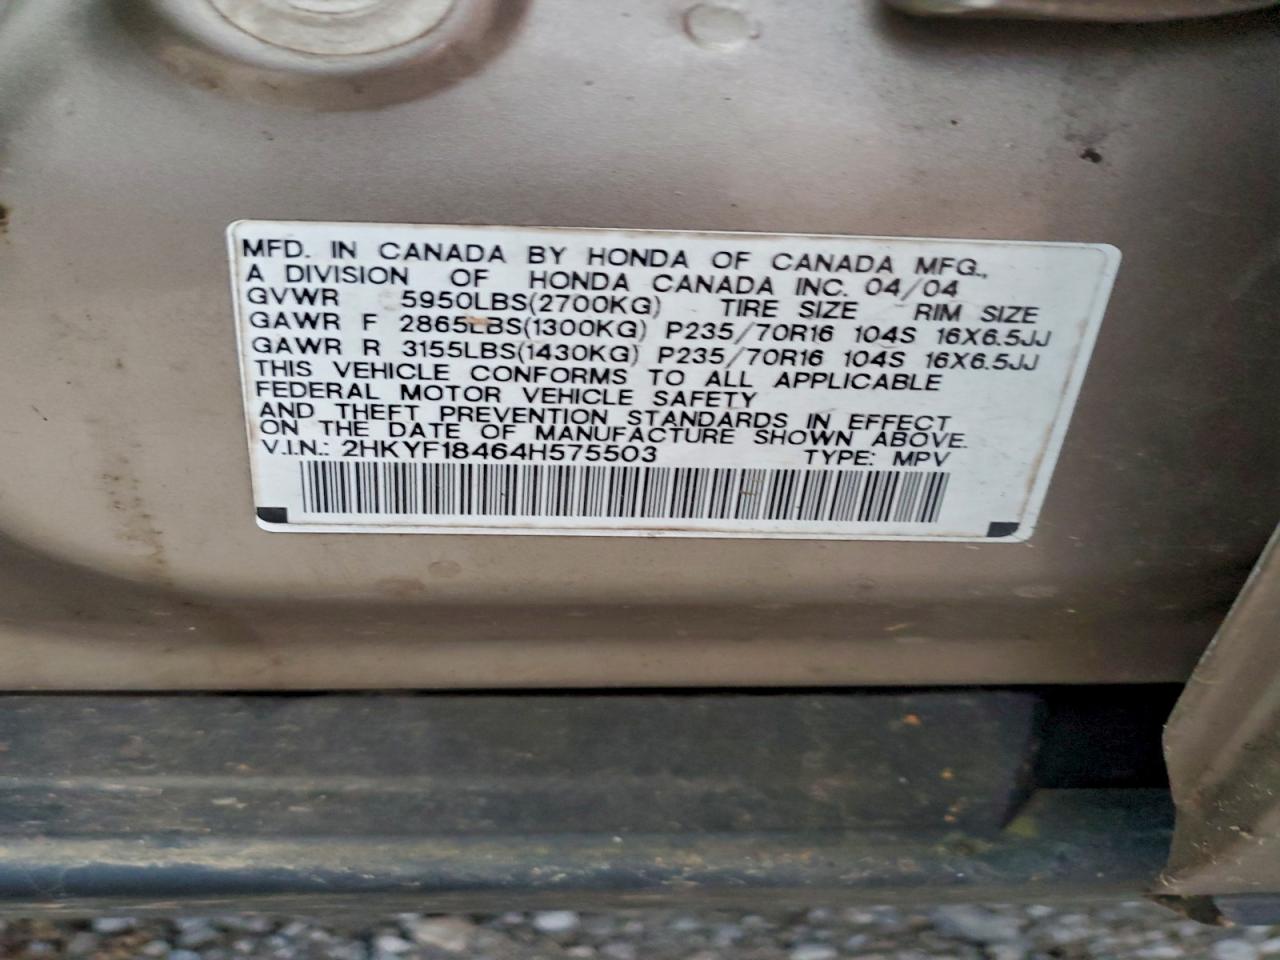 MFD. IN CANADA BY HONDA OF CANADA MFG.,
A DIVISION OF HONDA CANADA INC. 04/04
GVWR 5950LBS(2700KG) TIRE SIZE RIM SIZE
GAWR F 2865LBS(1300KG) P235/70R16 104S 16X6.5JJ
GAWR R 3155LBS(1430KG) P235/70R16 104S 16X6.5JJ
THIS VEHICLE CONFORMS TO ALL APPLICABLE
FEDERAL MOTOR VEHICLE SAFETY
AND THEFT PREVENTION STANDARDS IN EFFECT
ON THE DATE OF MANUFACTURE SHOWN ABOVE.
V.I.N.: 2HKYF18464H575503 TYPE: MPV